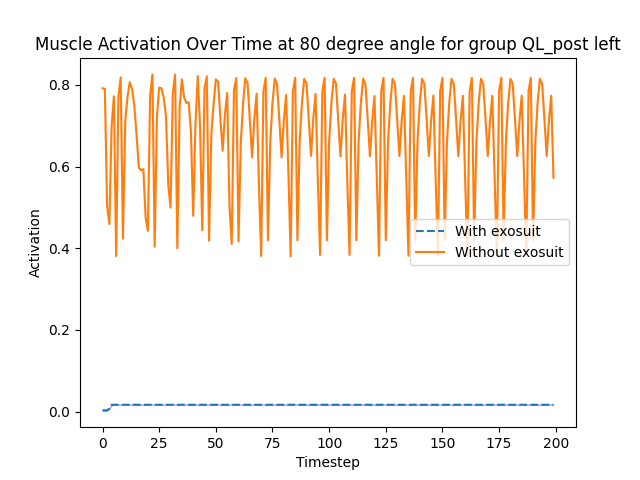 Muscle Activation Over Time at 80 degree angle for group QL_post left
Activation
0.8
0.6
0.4
0.2
0.0
With exosuit
Without exosuit
0 25 50 75 100 125 150 175 200
Timestep